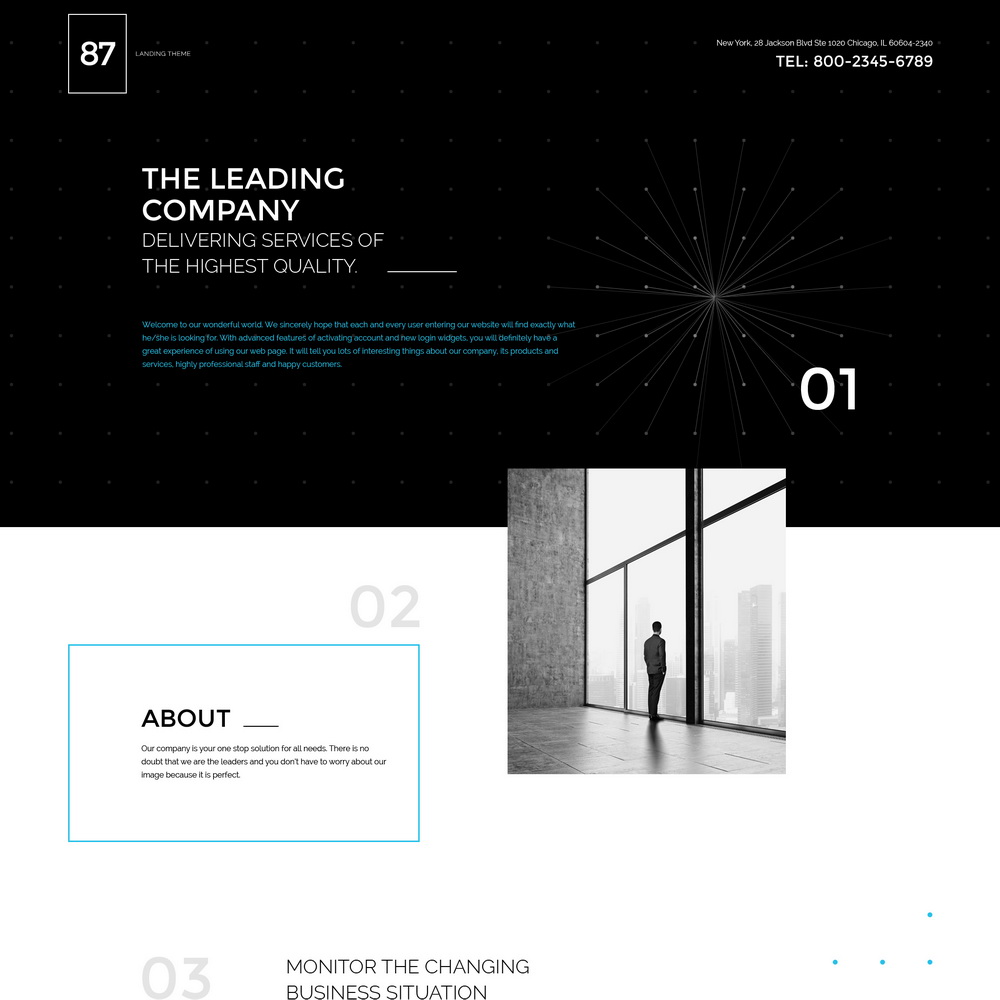 87
LANDING THEME
New York, 28 Jackson Blvd Ste 1020 Chicago, IL 60604-2340
TEL: 800-2345-6789
THE LEADING
COMPANY
DELIVERING SERVICES OF
THE HIGHEST QUALITY.
Welcome to our wonderful world. We sincerely hope that each and every user entering our website will find exactly what
he/she is looking for. With advanced features of activating account and new login widgets, you will definitely have a
great experience of using our web page. It will tell you lots of interesting things about our company, its products and
services, highly professional staff and happy customers.
01
02
ABOUT
Our company is your one stop solution for all needs. There is no
doubt that we are the leaders and you don't have to worry about our
image because it is perfect.
03
MONITOR THE CHANGING
BUSINESS SITUATION